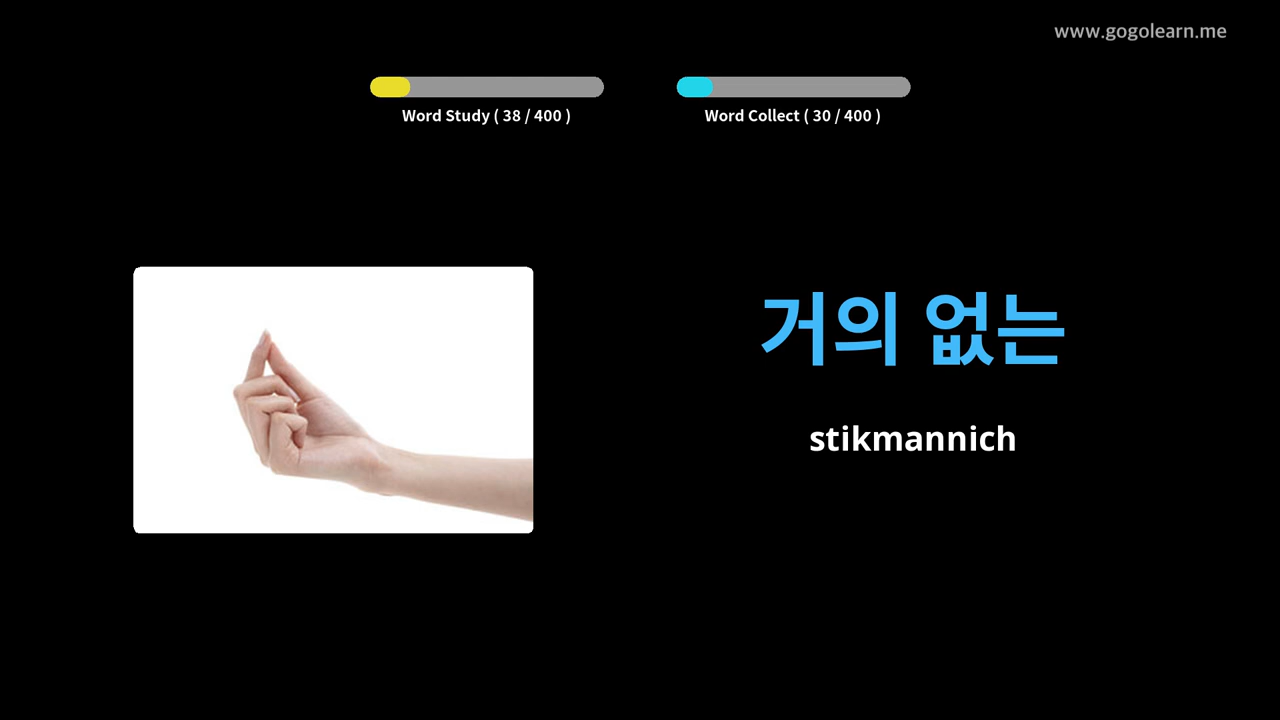 www.gogolearn.me
Word Study ( 38 / 400 )
Word Collect ( 30 / 400 )
거의 없는
stikmannich